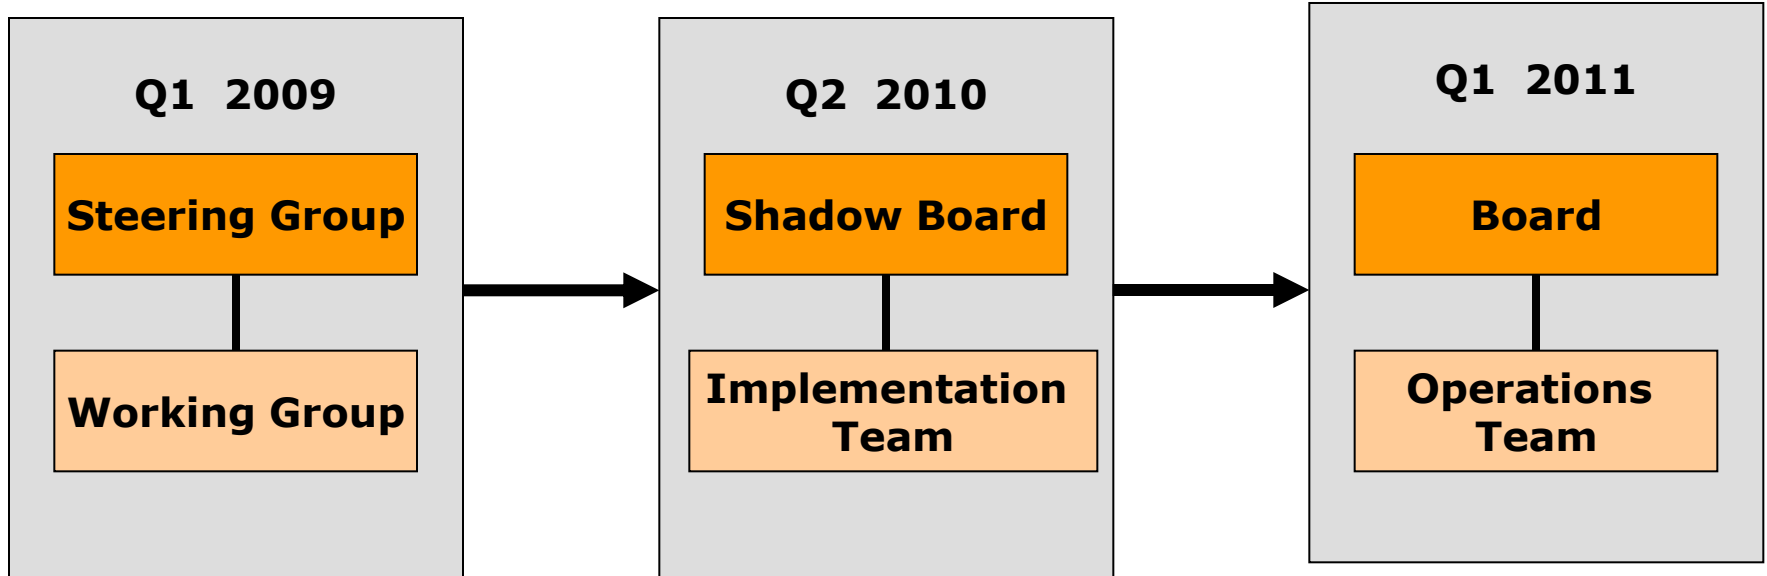 Q1 2009
Steering Group
Working Group
Q2 2010
Shadow Board
Implementation
Team
Q1 2011
Board
Operations
Team